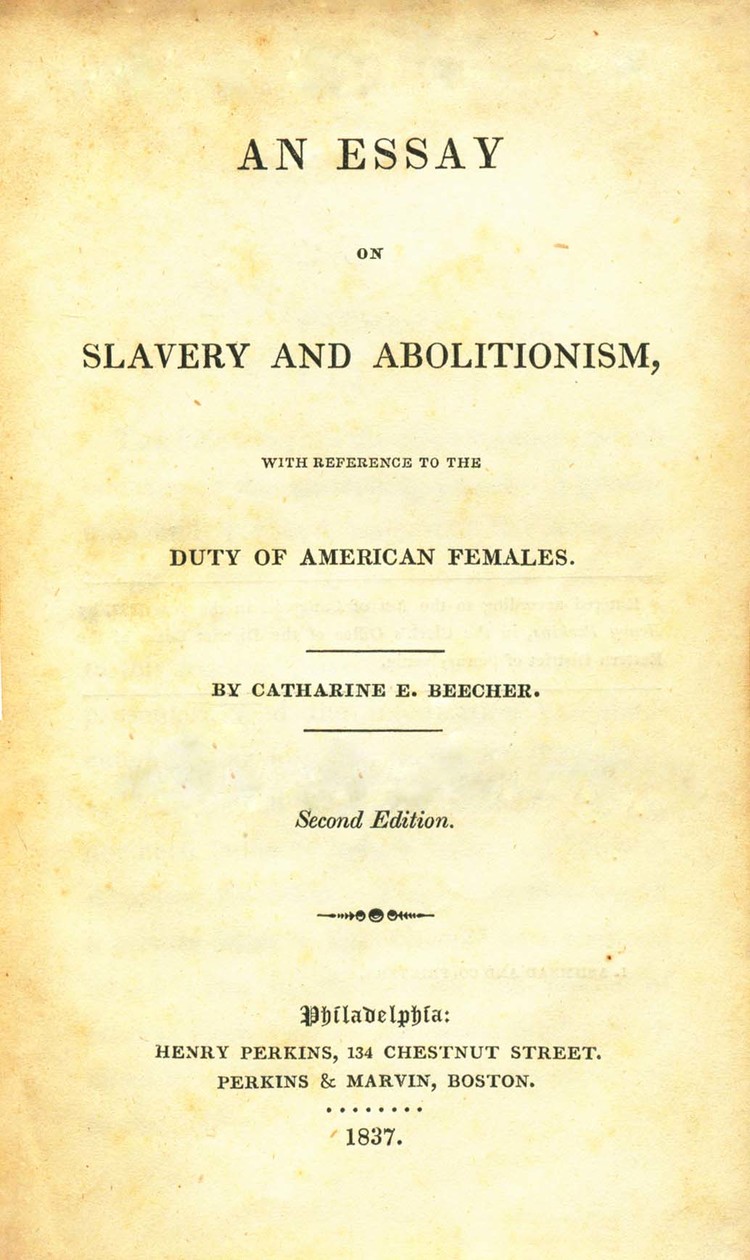 AN ESSAY
ON
SLAVERY AND ABOLITIONISM,
WITH REFERENCE TO THE
DUTY OF AMERICAN FEMALES.
BY CATHARINE E. BEECHER.
Second Edition.
Philadelphia:
HENRY PERKINS, 134 CHESTNUT STREET.
PERKINS & MARVIN, BOSTON.
........
1837.